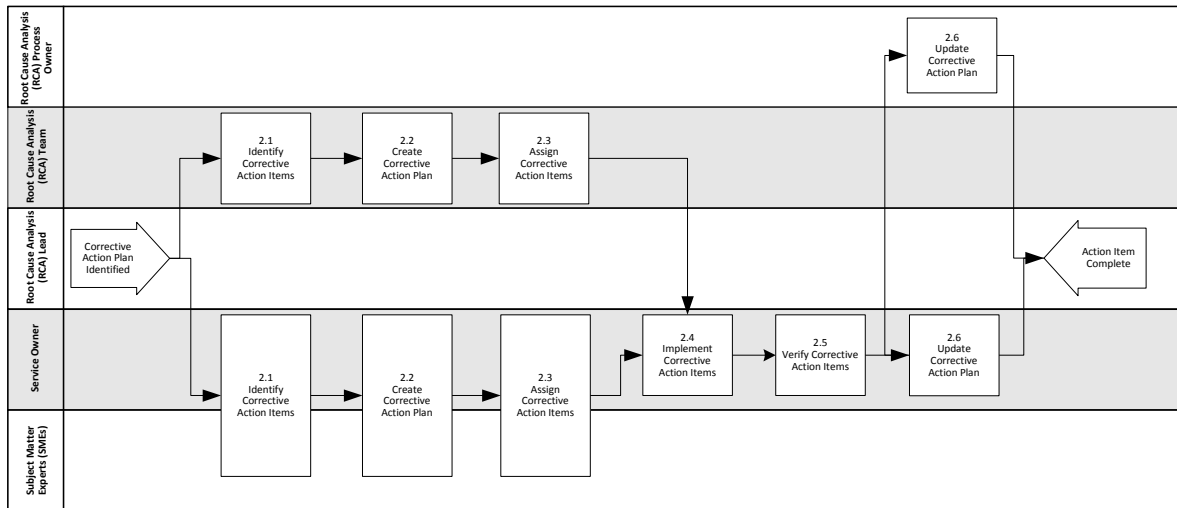 Root Cause Analysis
(RCA) Process
Owner
2.6
Update
Corrective
Action Plan
Root Cause Analysis
(RCA) Team
2.1
Identify
Corrective
Action Items
2.2
Create
Corrective
Action Plan
2.3
Assign
Corrective
Action Items
Root Cause Analysis
(RCA) Lead
Corrective
Action Plan
Identified
Action Item
Complete
Service Owner
2.1
Identify
Corrective
Action Items
2.2
Create
Corrective
Action Plan
2.3
Assign
Corrective
Action Items
2.4
Implement
Corrective
Action Items
2.5
Verify Corrective
Action Items
2.6
Update
Corrective
Action Plan
Subject Matter
Experts (SMEs)